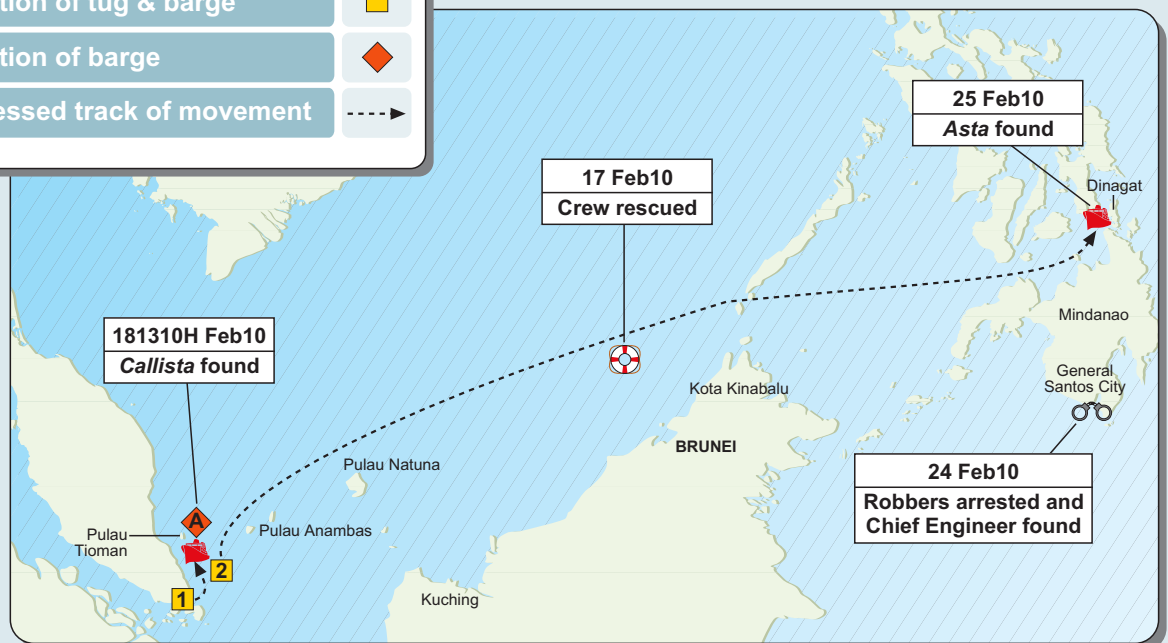 tion of tug & barge
tion of barge
essed track of movement
25 Feb10
Asta found
Dinagat
17 Feb10
Crew rescued
181310H Feb10
Callista found
Mindanao
General
Santos City
Kota Kinabalu
BRUNEI
24 Feb10
Robbers arrested and
Chief Engineer found
Pulau Natuna
Pulau Anambas
A
Pulau
Tioman
2
1
Kuching